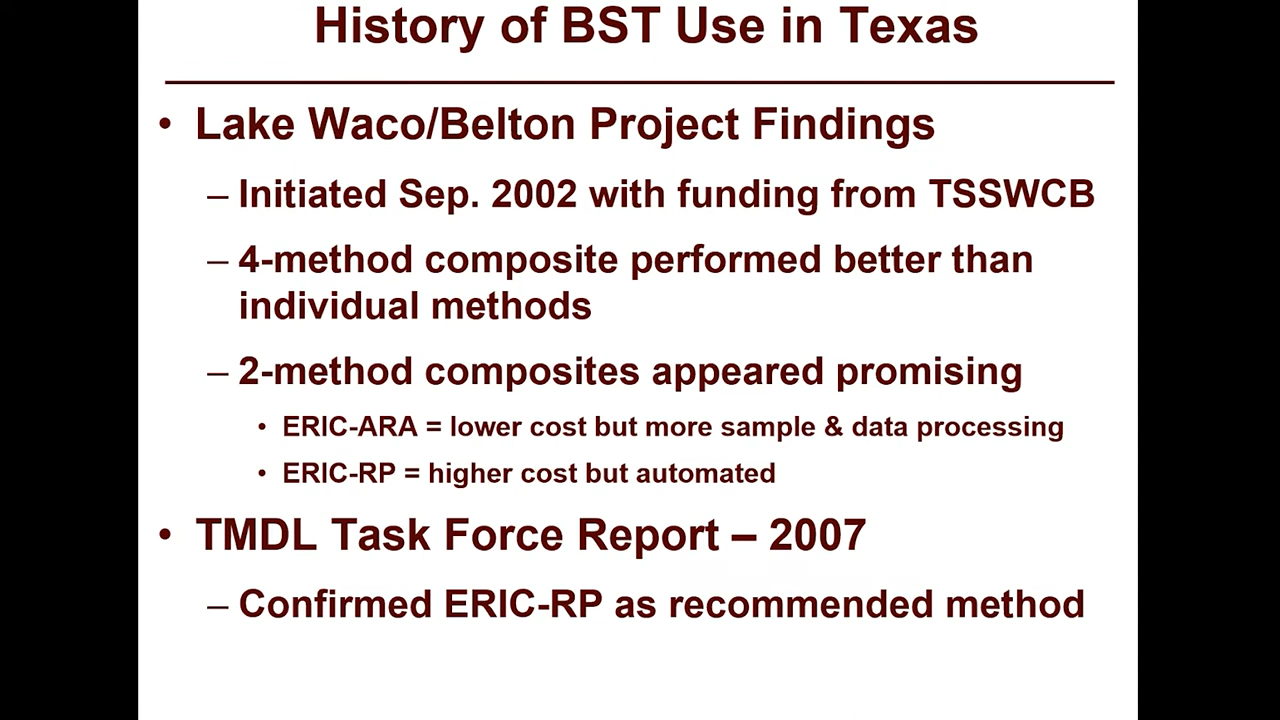 History of BST Use in Texas
• Lake Waco/Belton Project Findings
– Initiated Sep. 2002 with funding from TSSWCB
– 4-method composite performed better than
individual methods
– 2-method composites appeared promising
• ERIC-ARA = lower cost but more sample & data processing
• ERIC-RP = higher cost but automated
• TMDL Task Force Report – 2007
– Confirmed ERIC-RP as recommended method